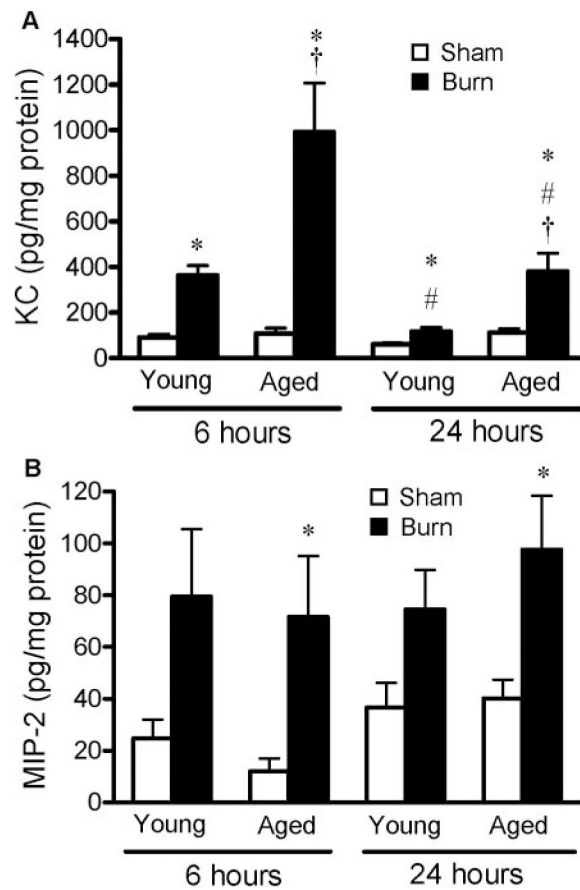 A
1400
1200
1000
800
600
400
200
0
KC (pg/mg protein)
Sham
Burn
*
*
†
*
#
*
#
†
Young Aged Young Aged
6 hours 24 hours
B
120
100
80
60
40
20
0
MIP-2 (pg/mg protein)
Sham
Burn
*
*
Young Aged Young Aged
6 hours 24 hours